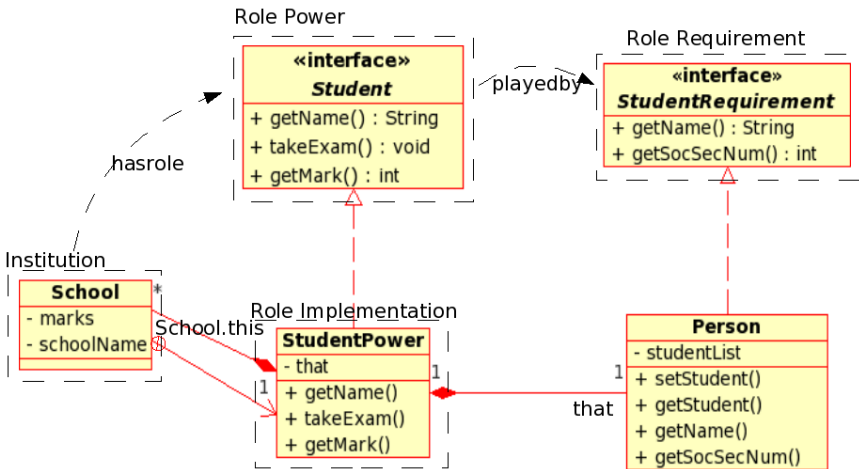 Role Power
«interface»
Student
+ getName() : String
+ takeExam() : void
+ getMark() : int
playedby
Role Requirement
«interface»
StudentRequirement
+ getName() : String
+ getSocSecNum() : int
hasrole
Institution
School
- marks
- schoolName
*
School.this
1
Role Implementation
StudentPower
- that
+ getName()
+ takeExam()
+ getMark()
1
1
that
Person
- studentList
+ setStudent()
+ getStudent()
+ getName()
+ getSocSecNum()